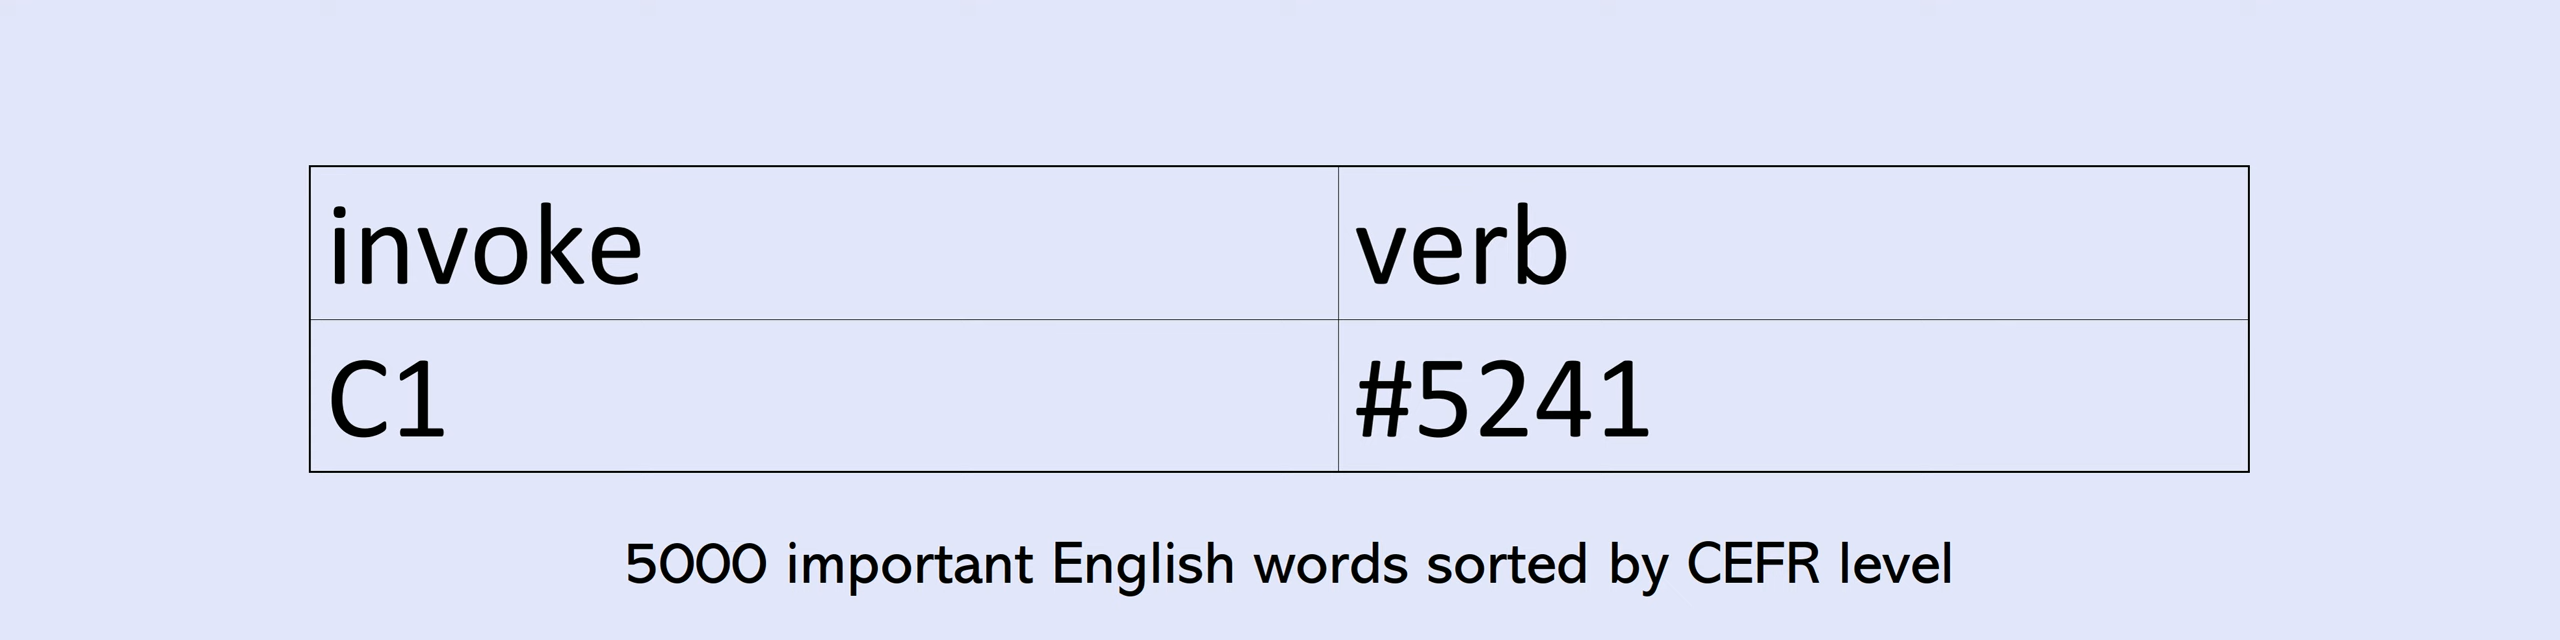 invoke verb
C1 #5241
5000 important English words sorted by CEFR level